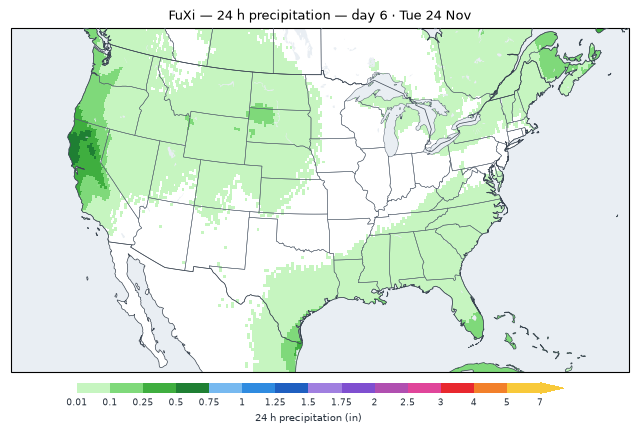 FuXi — 24 h precipitation — day 6 · Tue 24 Nov
0.01 0.1 0.25 0.5 0.75 1 1.25 1.5 1.75 2 2.5 3 4 5 7
24 h precipitation (in)